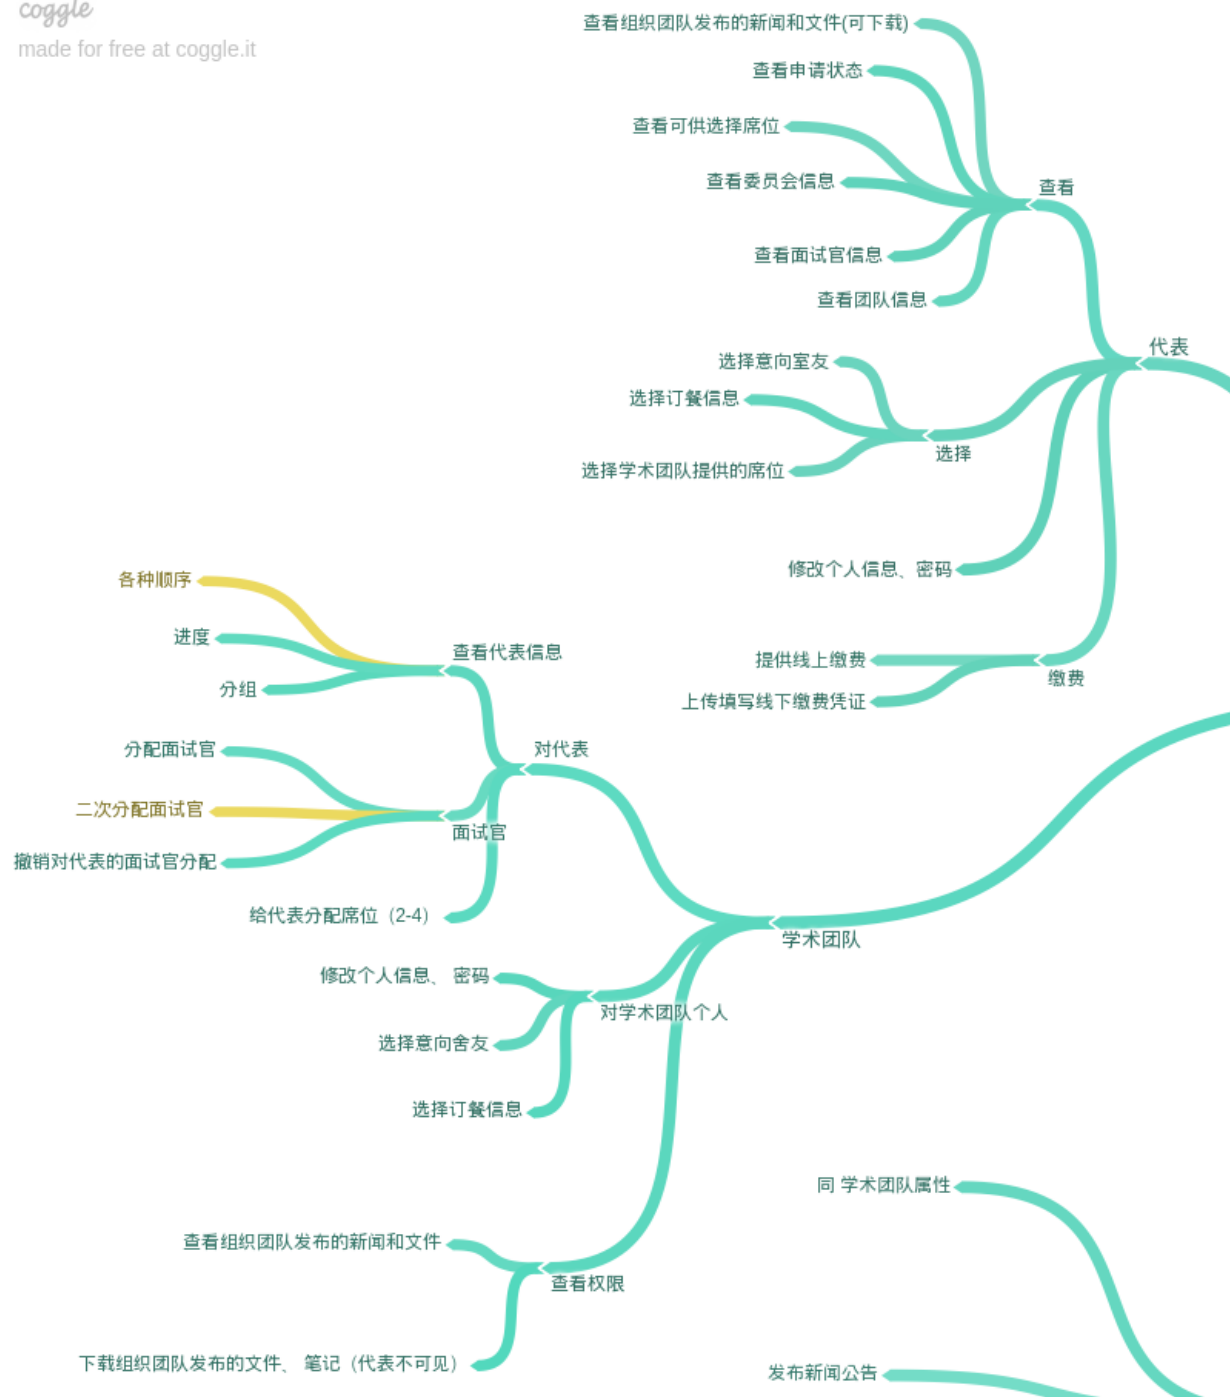 coggle
made for free at coggle.it
查看组织团队发布的新闻和文件(可下载)
查看申请状态
查看可供选择席位
查看委员会信息
查看
查看面试官信息
查看团队信息
代表
选择意向室友
选择订餐信息
选择
选择学术团队提供的席位
修改个人信息、密码
提供线上缴费
缴费
上传填写线下缴费凭证
各种顺序
进度
查看代表信息
分组
对代表
分配面试官
二次分配面试官
面试官
撤销对代表的面试官分配
给代表分配席位（2-4）
学术团队
修改个人信息、 密码
对学术团队个人
选择意向舍友
选择订餐信息
同 学术团队属性
查看组织团队发布的新闻和文件
查看权限
下载组织团队发布的文件、 笔记（代表不可见）
发布新闻公告